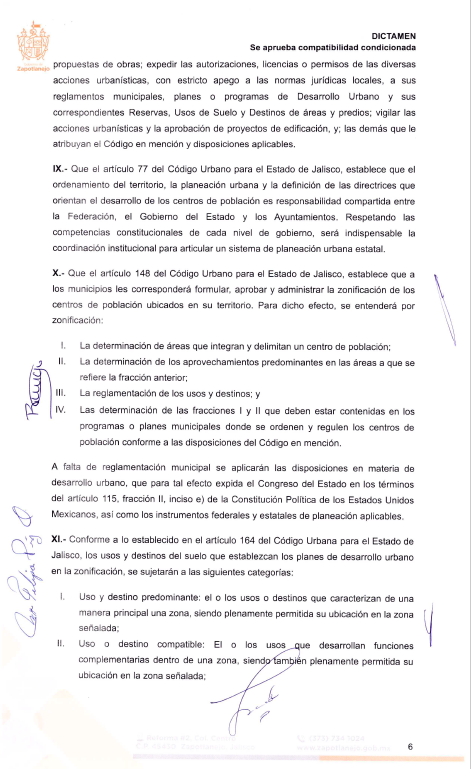 DICTAMEN
Se aprueba compatibilidad condicionada
Zapotlanejo
propuestas de obras; expedir las autorizaciones, licencias o permisos de las diversas
acciones urbanísticas, con estricto apego a las normas jurídicas locales, a sus
reglamentos municipales, planes o programas de Desarrollo Urbano y sus
correspondientes Reservas, Usos de Suelo y Destinos de áreas y predios; vigilar las
acciones urbanísticas y la aprobación de proyectos de edificación, y; las demás que le
atribuyan el Código en mención y disposiciones aplicables.
IX.- Que el artículo 77 del Código Urbano para el Estado de Jalisco, establece que el
ordenamiento del territorio, la planeación urbana y la definición de las directrices que
orientan el desarrollo de los centros de población es responsabilidad compartida entre
la Federación, el Gobierno del Estado y los Ayuntamientos. Respetando las
competencias constitucionales de cada nivel de gobierno, será indispensable la
coordinación institucional para articular un sistema de planeación urbana estatal.
X.- Que el artículo 148 del Código Urbano para el Estado de Jalisco, establece que a
los municipios les corresponderá formular, aprobar y administrar la zonificación de los
centros de población ubicados en su territorio. Para dicho efecto, se entenderá por
zonificación:
I. La determinación de áreas que integran y delimitan un centro de población;
II. La determinación de los aprovechamientos predominantes en las áreas a que se
refiere la fracción anterior;
III. La reglamentación de los usos y destinos; y
IV. Las determinación de las fracciones I y II que deben estar contenidas en los
programas o planes municipales donde se ordenen y regulen los centros de
población conforme a las disposiciones del Código en mención.
A falta de reglamentación municipal se aplicarán las disposiciones en materia de
desarrollo urbano, que para tal efecto expida el Congreso del Estado en los términos
del artículo 115, fracción II, inciso e) de la Constitución Política de los Estados Unidos
Mexicanos, así como los instrumentos federales y estatales de planeación aplicables.
XI.- Conforme a lo establecido en el artículo 164 del Código Urbana para el Estado de
Jalisco, los usos y destinos del suelo que establezcan los planes de desarrollo urbano
en la zonificación, se sujetarán a las siguientes categorías:
I. Uso y destino predominante: el o los usos o destinos que caracterizan de una
manera principal una zona, siendo plenamente permitida su ubicación en la zona
señalada;
II. Uso o destino compatible: El o los usos que desarrollan funciones
complementarias dentro de una zona, siendo también plenamente permitida su
ubicación en la zona señalada;
6